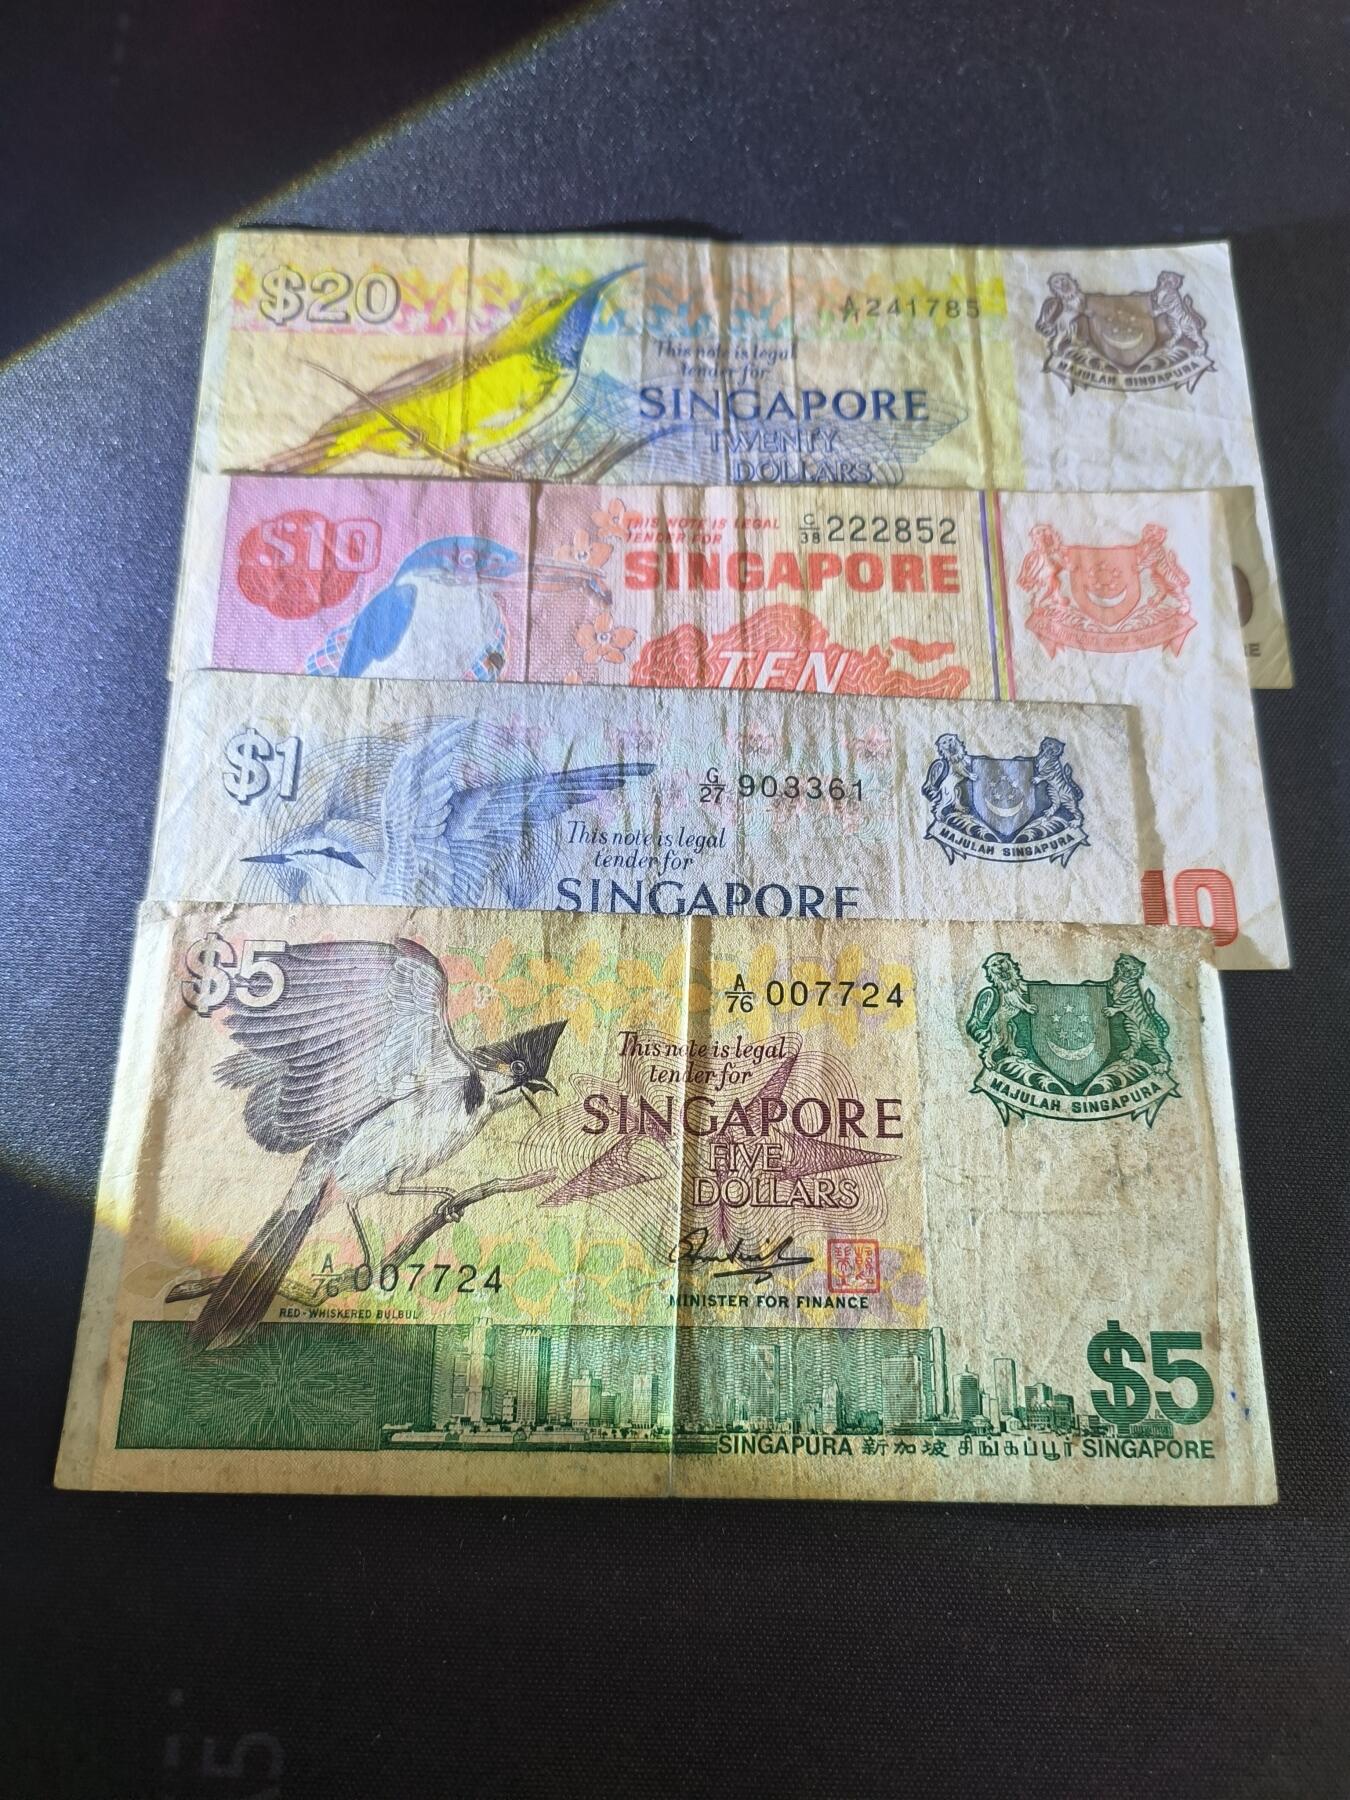 $20
A/1 241785
This note is legal
tender for
SINGAPORE
TWENTY
DOLLARS
MAJULAH SINGAPURA
$10
THIS NOTE IS LEGAL
TENDER FOR
C/38 222852
SINGAPORE
TEN
RE
10
$1
G/27 903361
This note is legal
tender for
SINGAPORE
MAJULAH SINGAPURA
$5
A/76 007724
This note is legal
tender for
SINGAPORE
FIVE
DOLLARS
MAJULAH SINGAPURA
A/76 007724
RED-WHISKERED BULBUL
MINISTER FOR FINANCE
$5
SINGAPURA 新加坡 சிங்கப்பூர் SINGAPORE
5